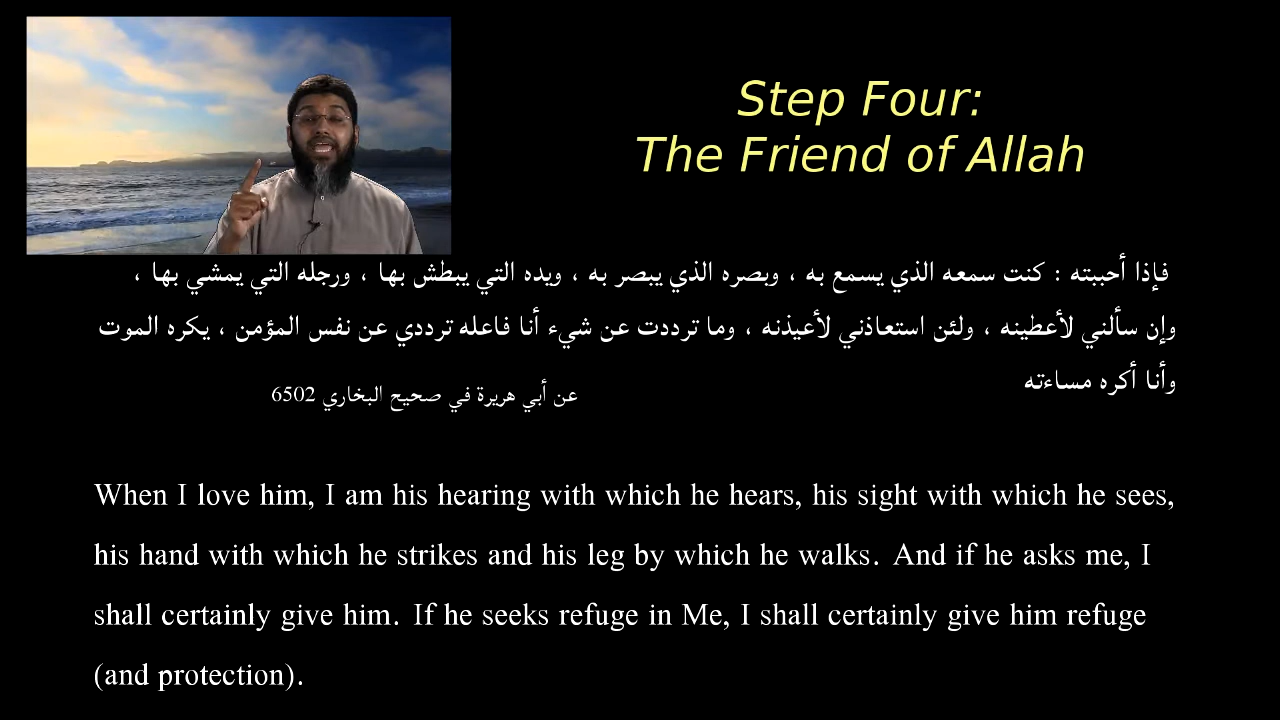 Step Four:
The Friend of Allah
فإذا أحببته : كنت سمعه الذي يسمع به ، وبصره الذي يبصر به ، ويده التي يبطش بها ، ورجله التي يمشي بها ،
وإن سألني لأعطينه ، ولئن استعاذني لأعيذنه ، وما ترددت عن شيء أنا فاعله ترددي عن نفس المؤمن ، يكره الموت
وأنا أكره مساءته
عن أبي هريرة في صحيح البخاري 6502
When I love him, I am his hearing with which he hears, his sight with which he sees,
his hand with which he strikes and his leg by which he walks. And if he asks me, I
shall certainly give him. If he seeks refuge in Me, I shall certainly give him refuge
(and protection).